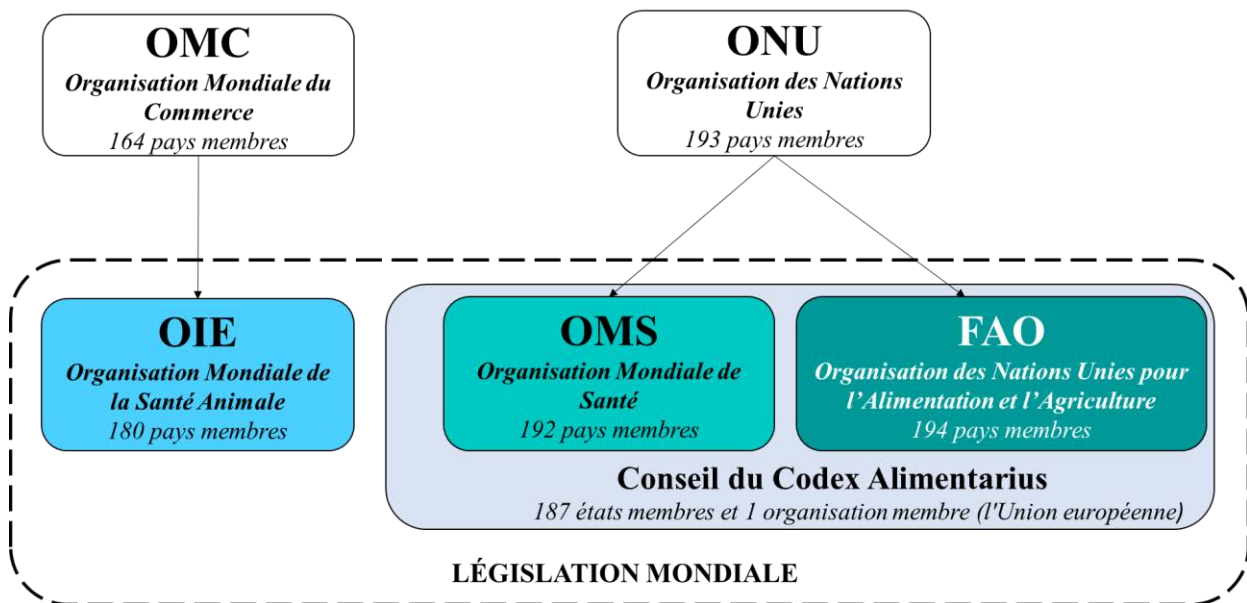 OMC
Organisation Mondiale du
Commerce
164 pays membres
ONU
Organisation des Nations
Unies
193 pays membres
OIE
Organisation Mondiale de
la Santé Animale
180 pays membres
OMS
Organisation Mondiale de
Santé
192 pays membres
FAO
Organisation des Nations Unies pour
l’Alimentation et l’Agriculture
194 pays membres
Conseil du Codex Alimentarius
187 états membres et 1 organisation membre (l'Union européenne)
LÉGISLATION MONDIALE